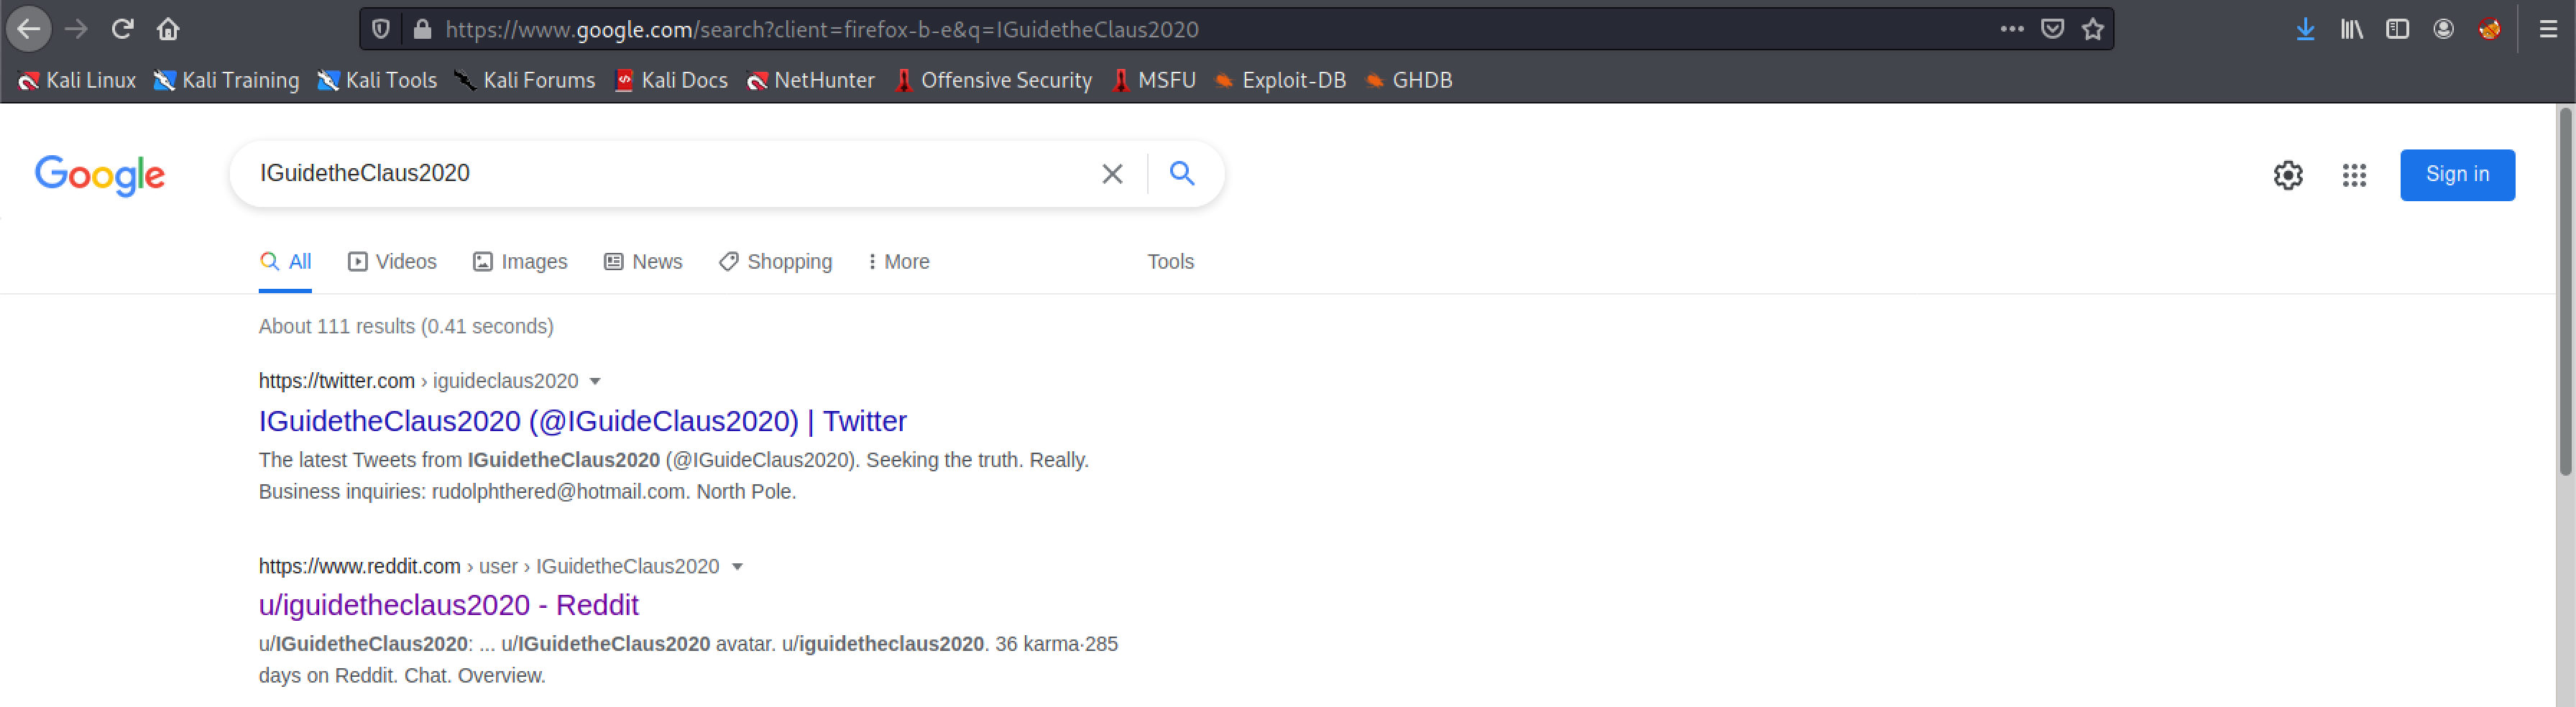 https://www.google.com/search?client=firefox-b-e&q=IGuidetheClaus2020
Kali Linux Kali Training Kali Tools Kali Forums Kali Docs NetHunter Offensive Security MSFU Exploit-DB GHDB
Google IGuidetheClaus2020 Sign in
All Videos Images News Shopping More Tools
About 111 results (0.41 seconds)
https://twitter.com › iguideclaus2020
IGuidetheClaus2020 (@IGuideClaus2020) | Twitter
The latest Tweets from IGuidetheClaus2020 (@IGuideClaus2020). Seeking the truth. Really.
Business inquiries: rudolphthered@hotmail.com. North Pole.
https://www.reddit.com › user › IGuidetheClaus2020
u/iguidetheclaus2020 - Reddit
u/IGuidetheClaus2020: ... u/IGuidetheClaus2020 avatar. u/iguidetheclaus2020. 36 karma·285
days on Reddit. Chat. Overview.